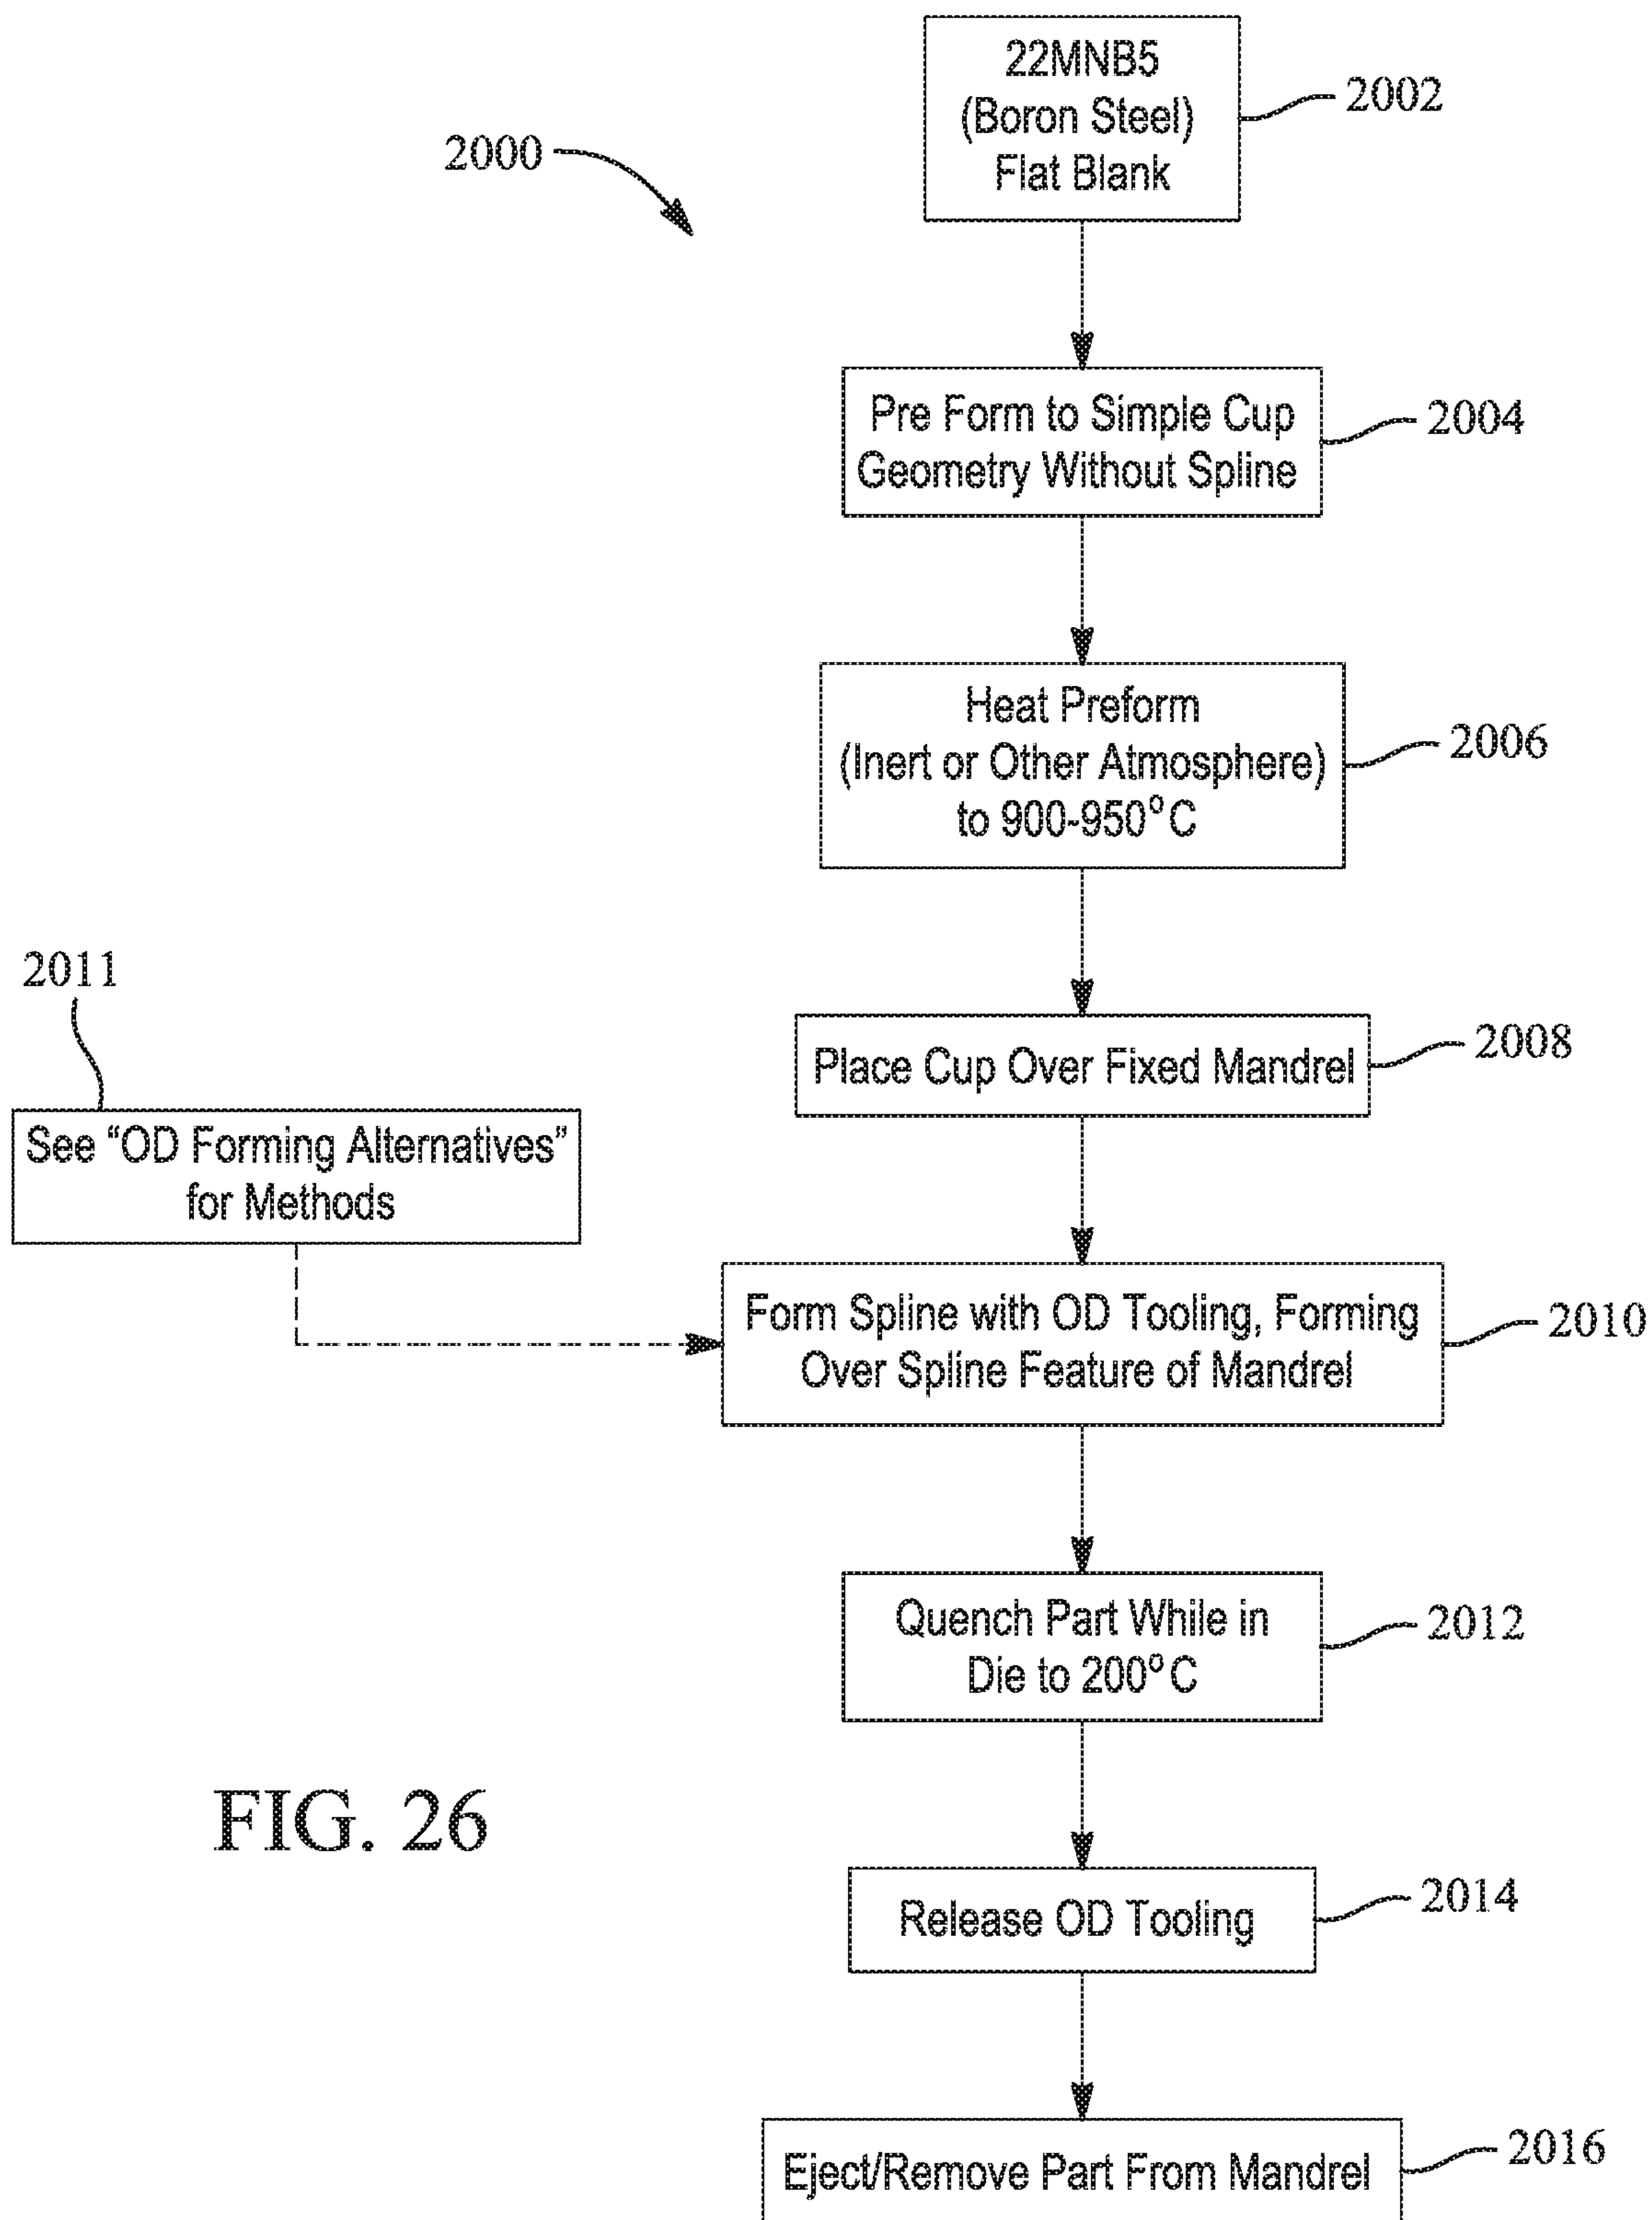 22MNB5
(Boron Steel)
Flat Blank
2002
2000
Pre Form to Simple Cup
Geometry Without Spline
2004
Heat Preform
(Inert or Other Atmosphere)
to 900-950°C
2006
Place Cup Over Fixed Mandrel
2008
2011
See “OD Forming Alternatives”
for Methods
Form Spline with OD Tooling, Forming
Over Spline Feature of Mandrel
2010
Quench Part While in
Die to 200°C
2012
FIG. 26
Release OD Tooling
2014
Eject/Remove Part From Mandrel
2016